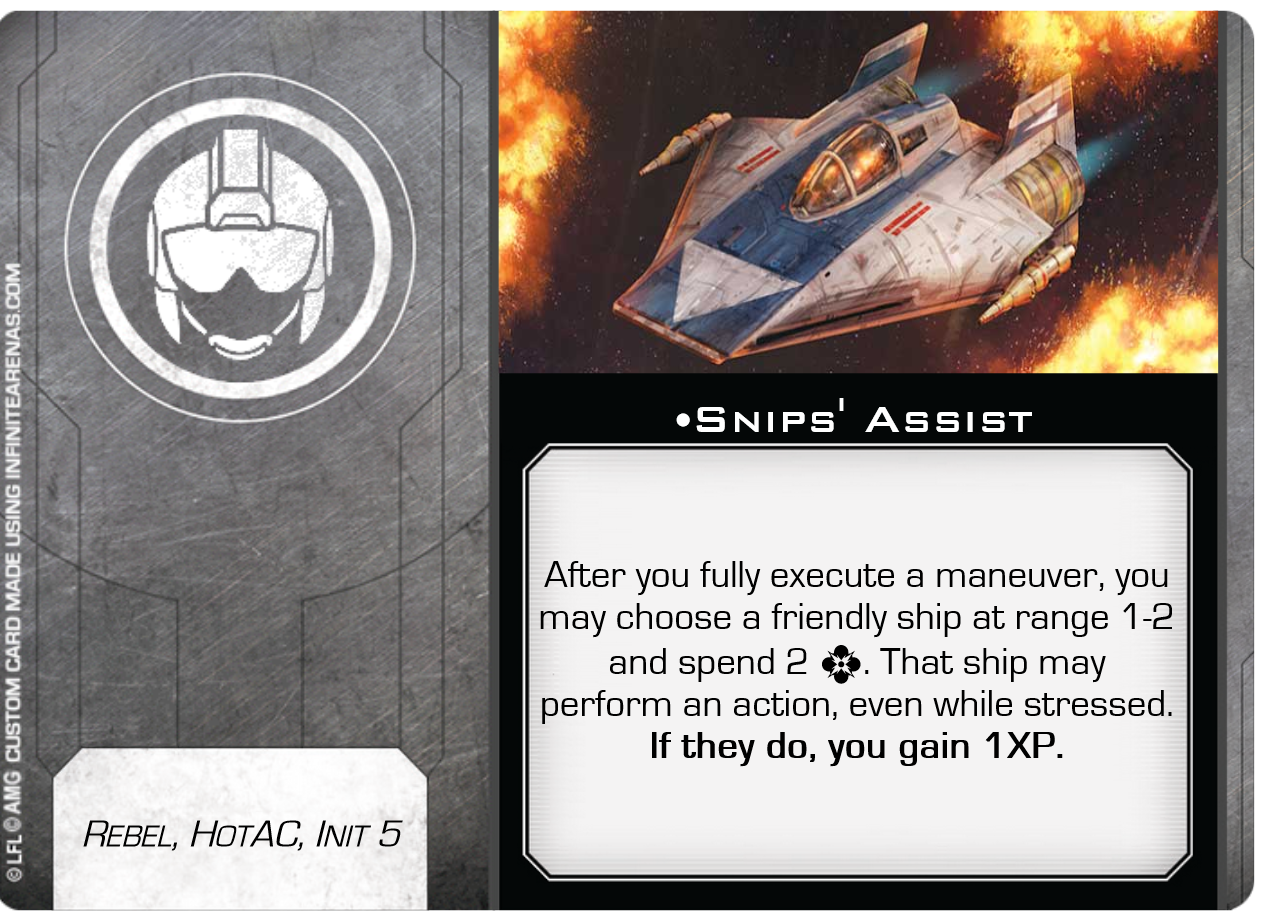 •Snips' Assist
After you fully execute a maneuver, you
may choose a friendly ship at range 1-2
and spend 2 . That ship may
perform an action, even while stressed.
If they do, you gain 1XP.
Rebel, HotAC, Init 5
© LFL © AMG CUSTOM CARD MADE USING INFINITEARENAS.COM